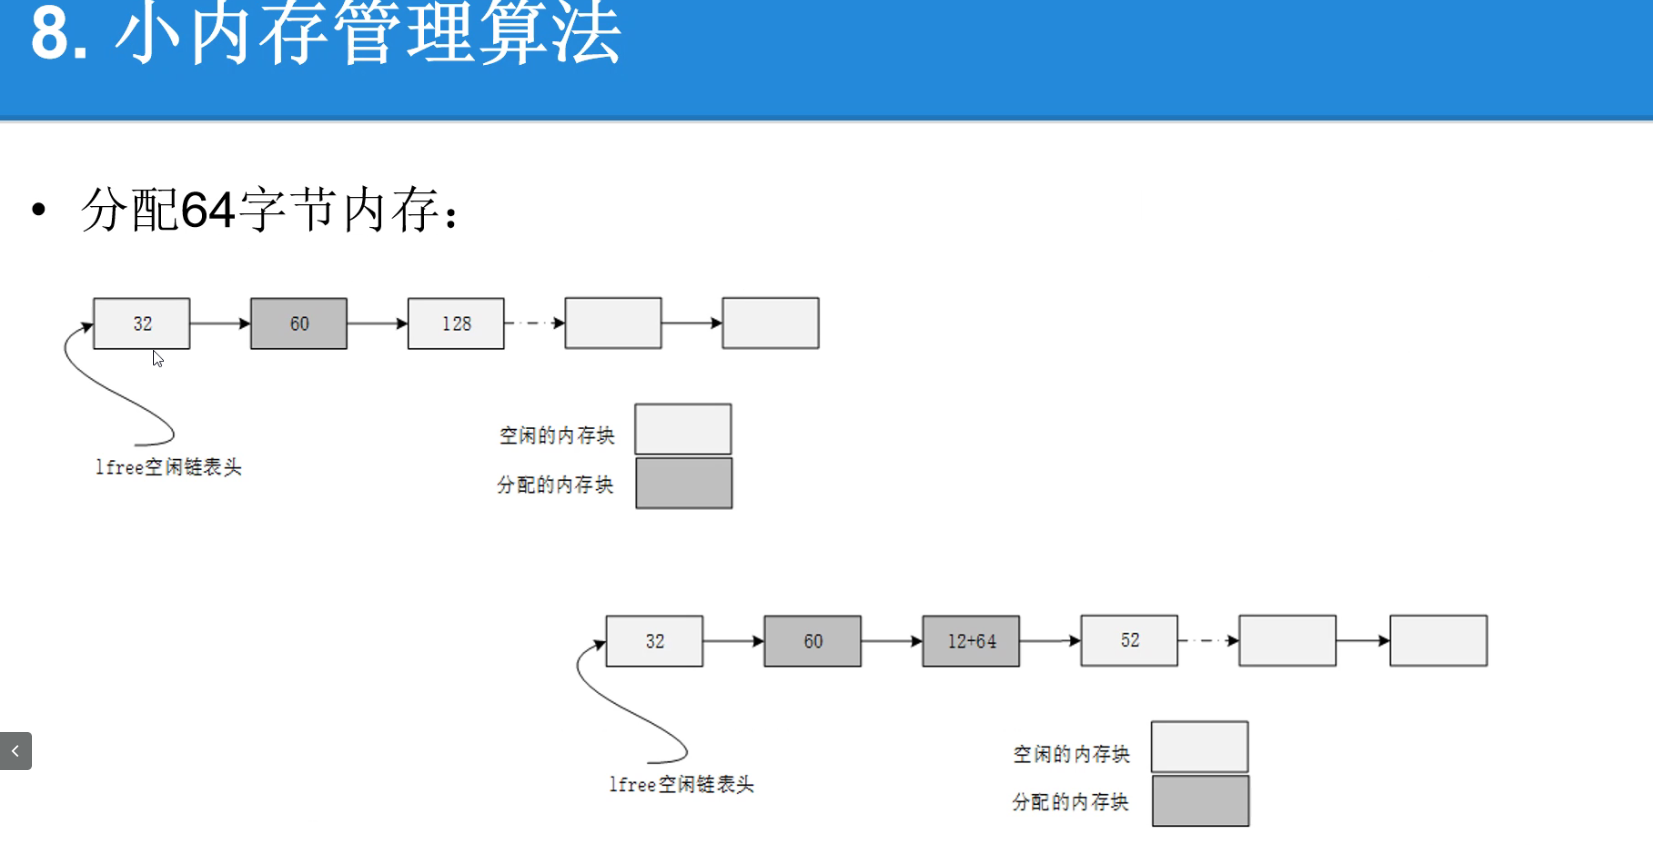 8. 小内存管理算法
• 分配64字节内存：
32 60 128
空闲的内存块
lfree空闲链表头
分配的内存块
32 60 12+64 52
空闲的内存块
lfree空闲链表头
分配的内存块